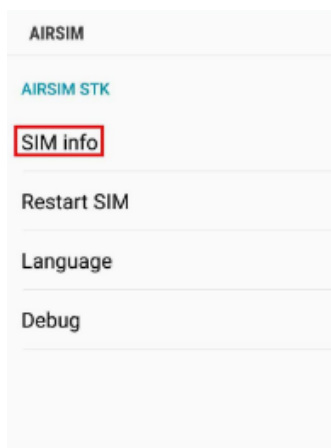 AIRSIM
AIRSIM STK
SIM info
Restart SIM
Language
Debug